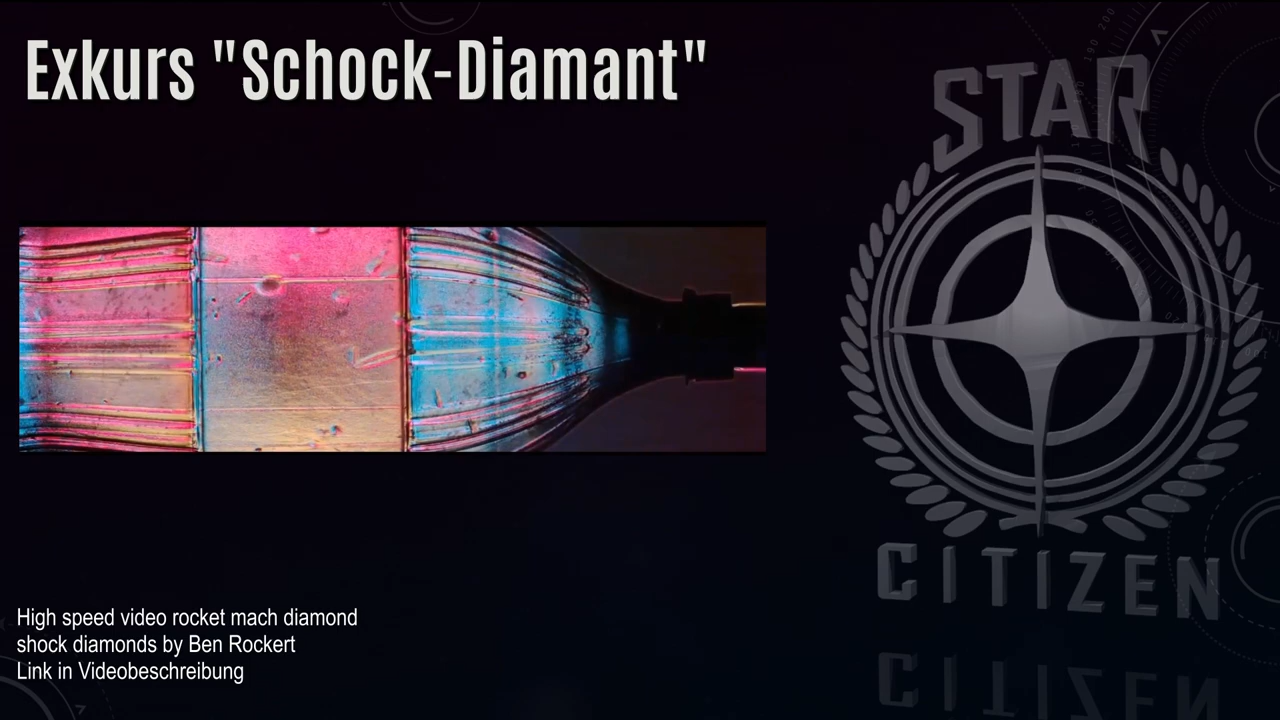 Exkurs "Schock-Diamant"
STAR
CITIZEN
High speed video rocket mach diamond
shock diamonds by Ben Rockert
Link in Videobeschreibung